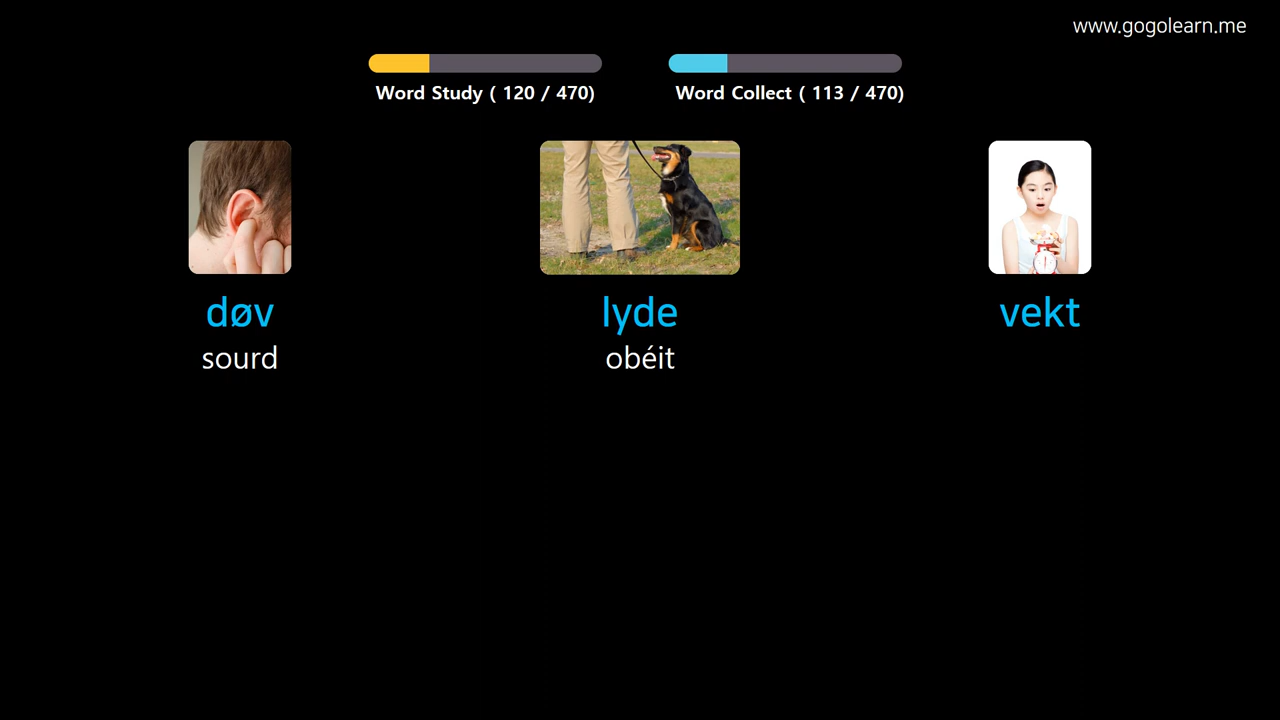 www.gogolearn.me
Word Study ( 120 / 470)
Word Collect ( 113 / 470)
døv
lyde
vekt
sourd
obéit